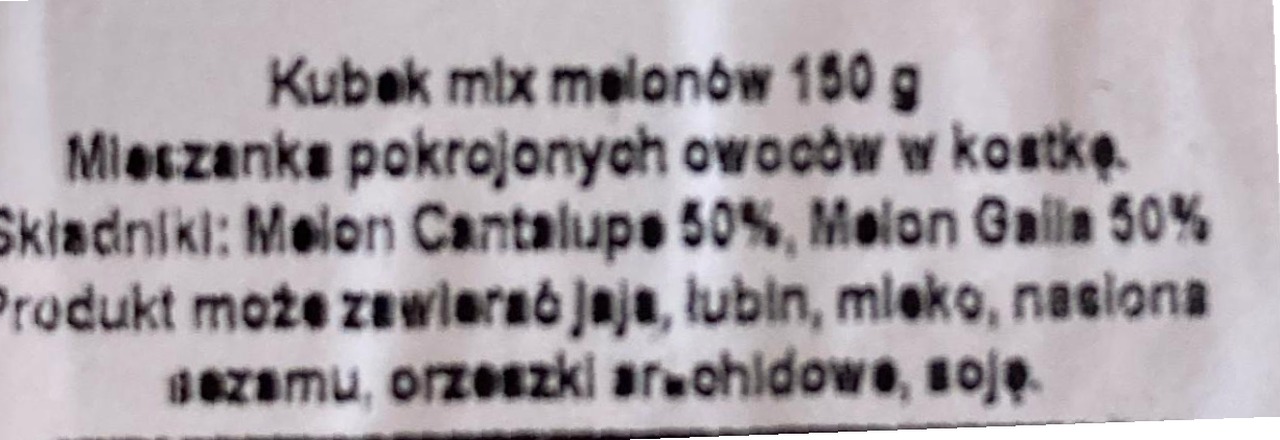 Kubek mix melonów 150 g
Mieszanka pokrojonych owoców w kostkę.
Składniki: Melon Cantalupe 50%, Melon Galia 50%
Produkt może zawierać jaja, łubin, mleko, nasiona
sezamu, orzeszki arachidowe, soję.